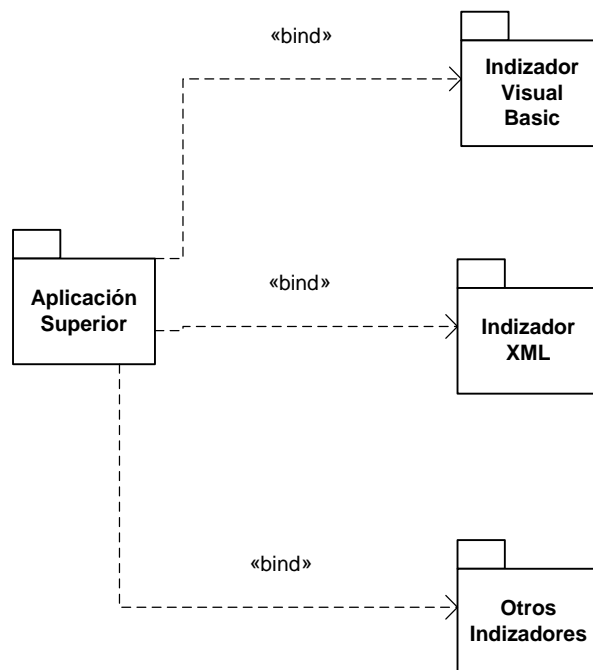 «bind»
Indizador
Visual
Basic
Aplicación
Superior
«bind»
Indizador
XML
«bind»
Otros
Indizadores